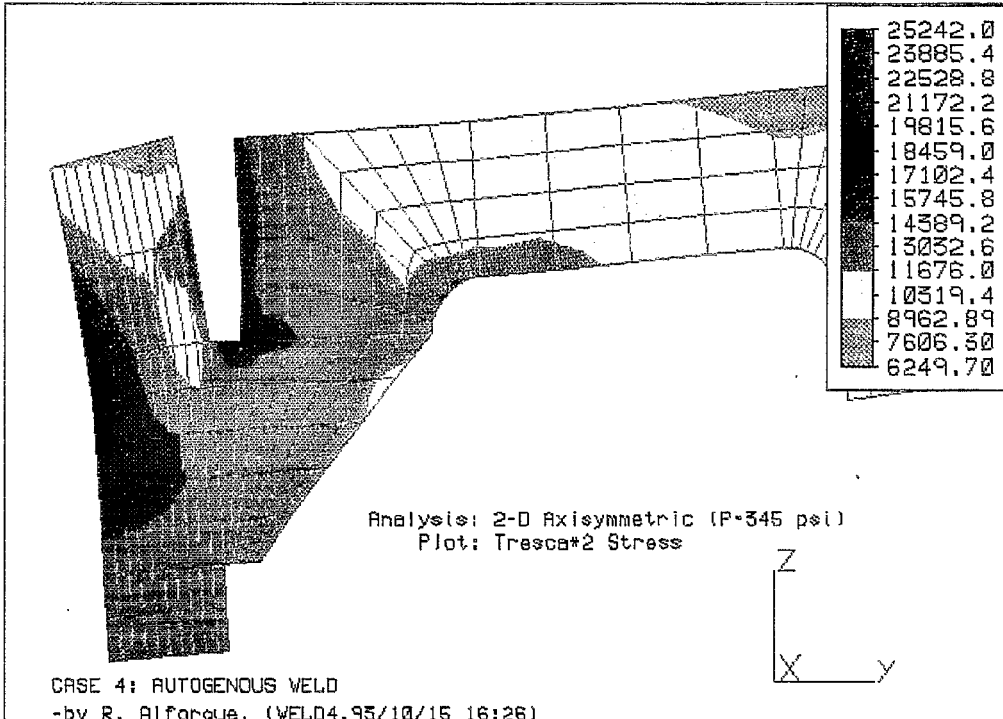 25242.0
23885.4
22528.8
21172.2
19815.6
18459.0
17102.4
15745.8
14389.2
13032.6
11676.0
10319.4
8962.89
7606.30
6249.70
Analysis: 2-D Axisymmetric (P=345 psi)
Plot: Tresca*2 Stress
Z
X
y
CASE 4: AUTOGENOUS WELD
-by R. Alforque, (WELD4,93/10/15 16:26)